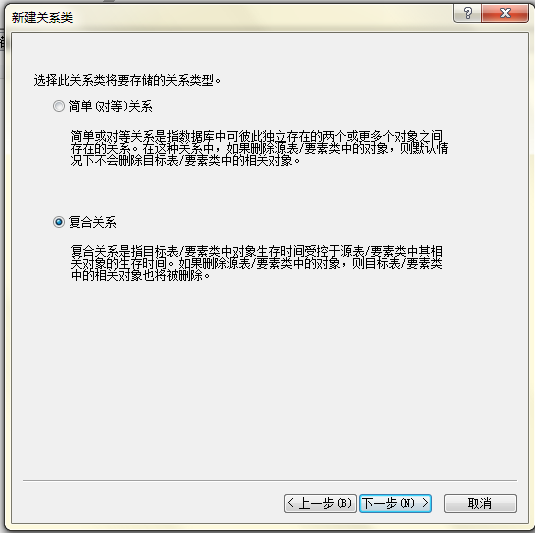 新建关系类
?
选择此关系类将要存储的关系类型。
简单(对等)关系
简单或对等关系是指数据库中可彼此独立存在的两个或更多个对象之间
存在的关系。在这种关系中，如果删除源表/要素类中的对象，则默认情
况下不会删除目标表/要素类中的相关对象。
复合关系
复合关系是指目标表/要素类中对象生存时间受控于源表/要素类中其相
关对象的生存时间。如果删除源表/要素类中的对象，则目标表/要素类
中的相关对象也将被删除。
< 上一步(B) 下一步(N) > 取消